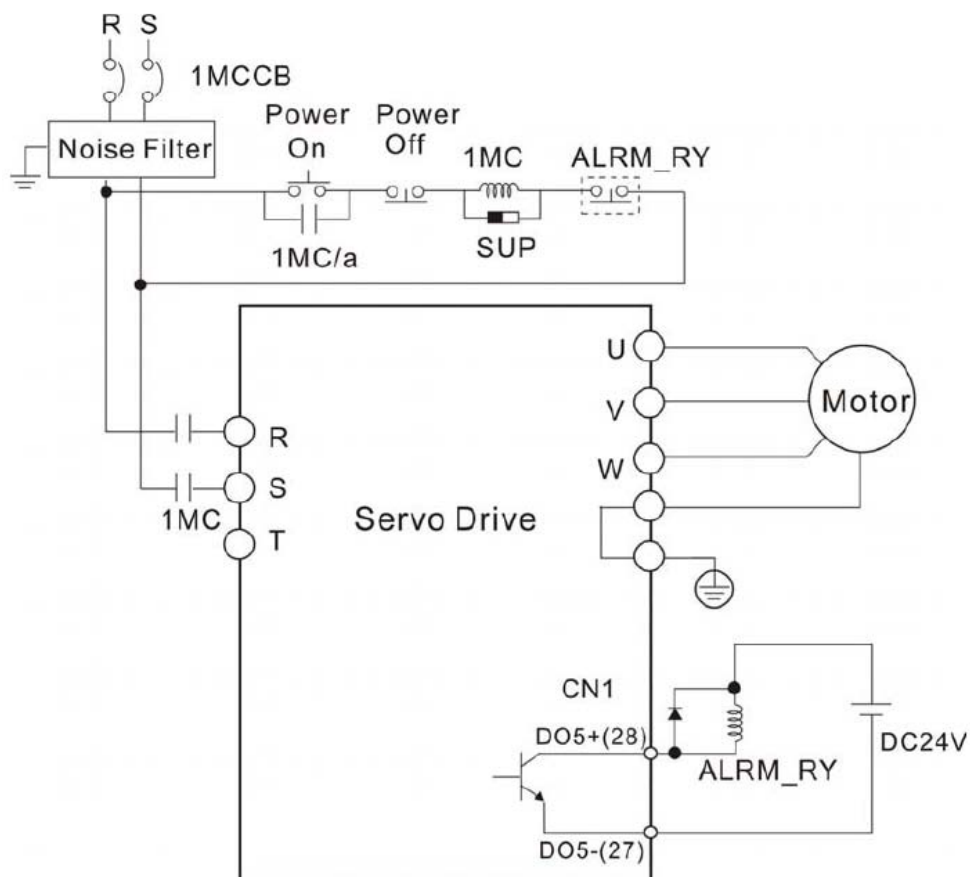 R S
1MCCB
Noise Filter
Power
On
Power
Off
1MC
ALRM_RY
1MC/a
SUP
U
V
W
Motor
R
S
1MC
T
Servo Drive
CN1
DO5+(28)
ALRM_RY
DC24V
DO5-(27)